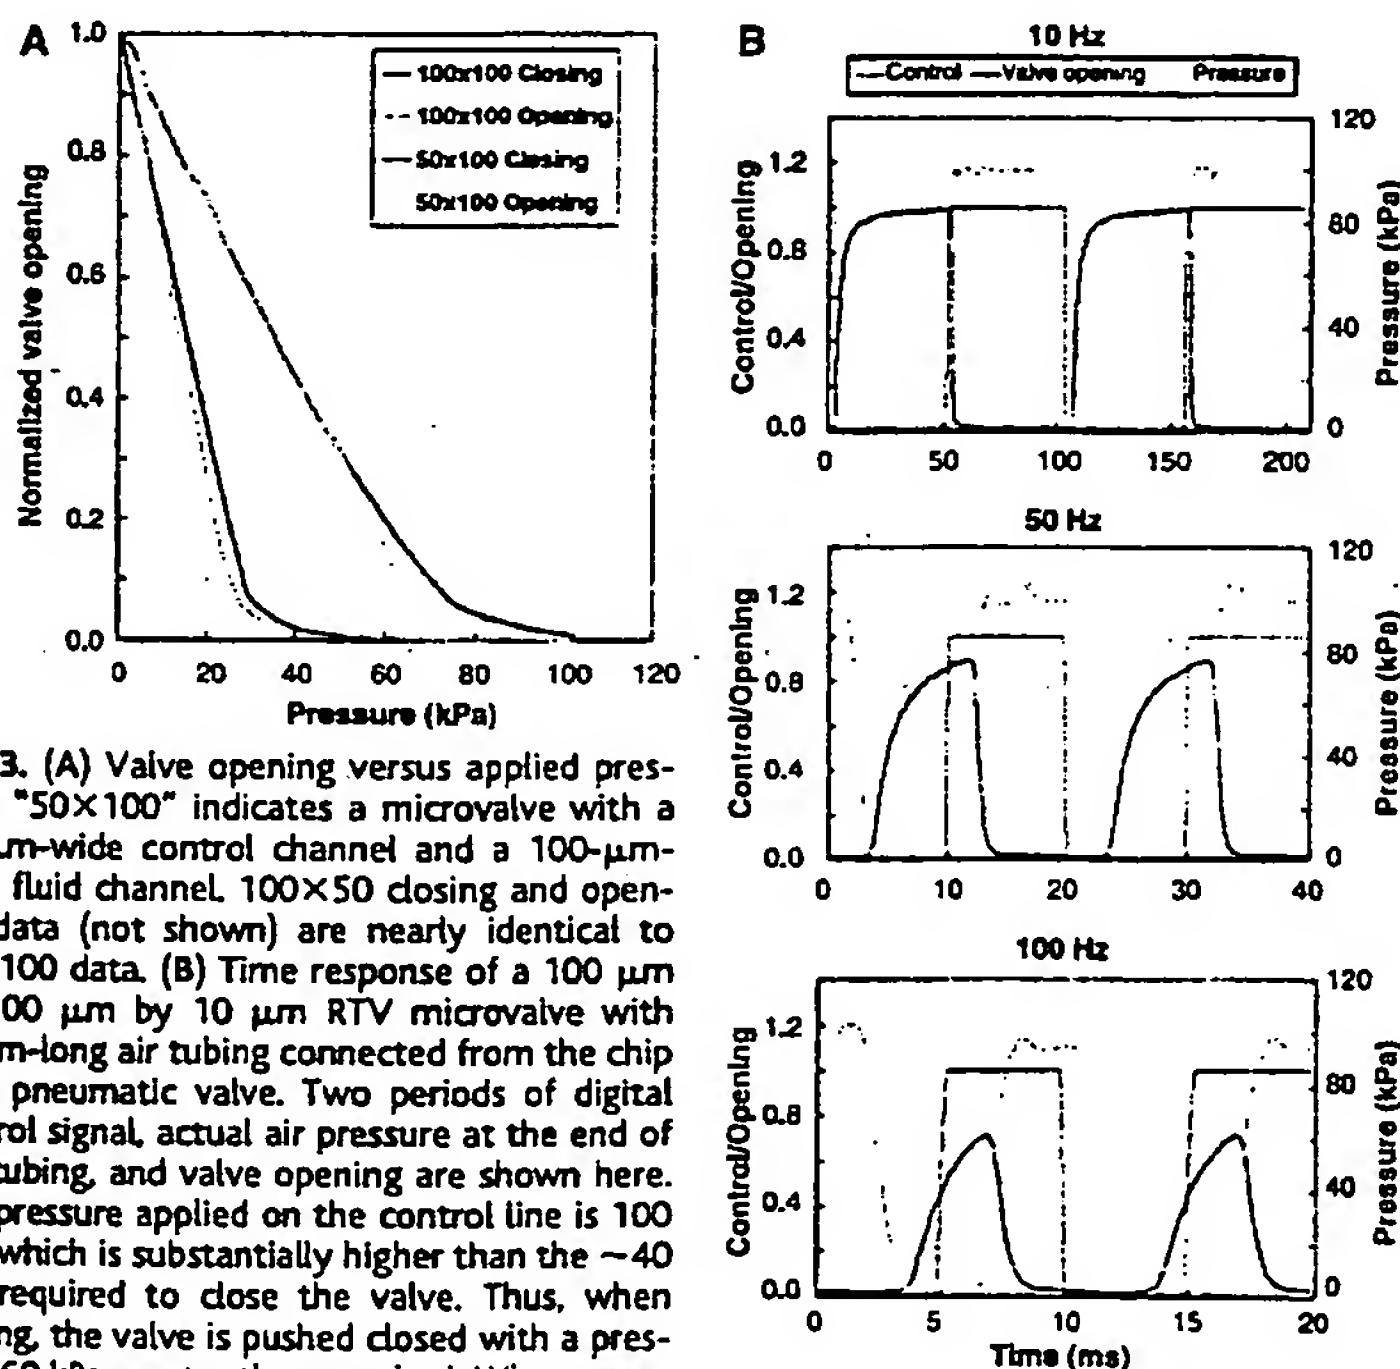 A
1.0
0.8
0.6
0.4
0.2
0.0
Normalized valve opening
100x100 Closing
100x100 Opening
50x100 Closing
50x100 Opening
0 20 40 60 80 100 120
Pressure (kPa)
B
10 Hz
Control Valve opening Pressure
Control/Opening
1.2
0.8
0.4
0.0
120
80
40
0
Pressure (kPa)
0 50 100 150 200
50 Hz
Control/Opening
1.2
0.8
0.4
0.0
120
80
40
0
Pressure (kPa)
0 10 20 30 40
100 Hz
Control/Opening
1.2
0.8
0.4
0.0
120
80
40
0
Pressure (kPa)
0 5 10 15 20
Time (ms)
3. (A) Valve opening versus applied pres-
"50×100" indicates a microvalve with a
m-wide control channel and a 100-μm-
fluid channel. 100×50 closing and open-
data (not shown) are nearly identical to
100 data. (B) Time response of a 100 μm
00 μm by 10 μm RTV microvalve with
m-long air tubing connected from the chip
pneumatic valve. Two periods of digital
rol signal, actual air pressure at the end of
ubing, and valve opening are shown here.
pressure applied on the control line is 100
which is substantially higher than the ~40
required to close the valve. Thus, when
ng, the valve is pushed closed with a pres-